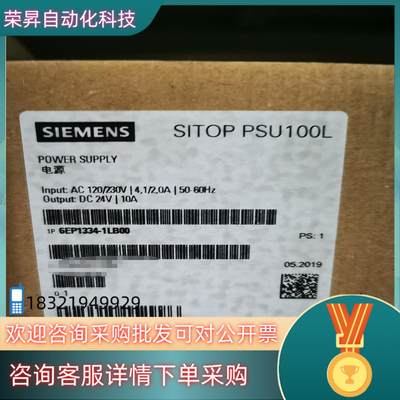 荣昇自动化科技
SIEMENS
SITOP PSU100L
POWER SUPPLY
电源
Input: AC 120/230V | 4,1/2,0A | 50-60Hz
Output: DC 24V | 10A
1P 6EP1334-1LB00
PS: 1
05.2019
18321949929
欢迎咨询采购批发可对公开票
咨询客服详情下单采购